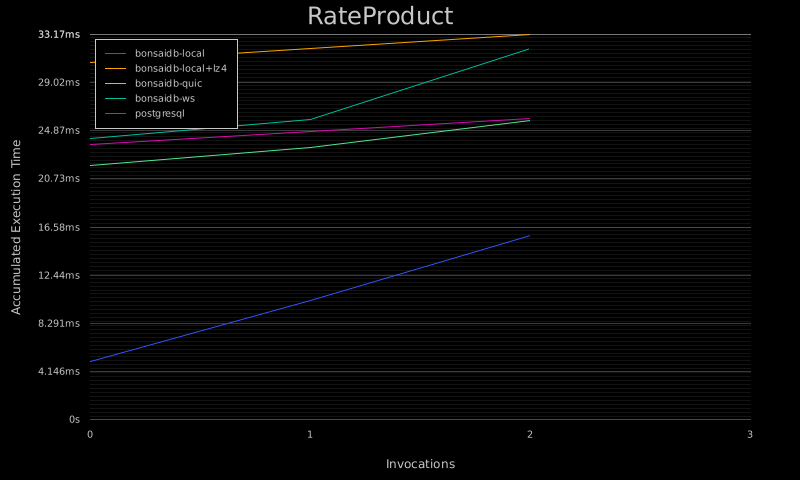 RateProduct
33.17ms
29.02ms
24.87ms
20.73ms
16.58ms
12.44ms
8.291ms
4.146ms
0s
Accumulated Execution Time
bonsaidb-local
bonsaidb-local+lz4
bonsaidb-quic
bonsaidb-ws
postgresql
0 1 2 3
Invocations